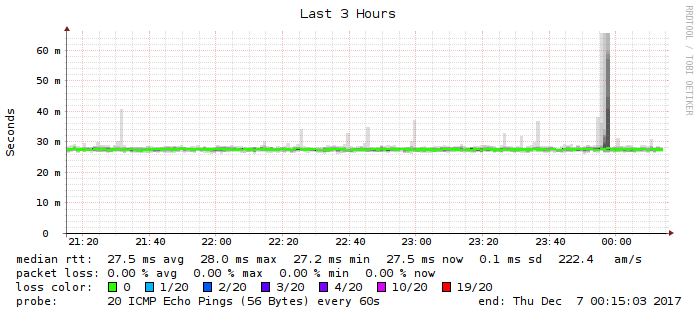 Last 3 Hours
RRDTOOL / TOBI OETIKER
Seconds
60 m
50 m
40 m
30 m
20 m
10 m
0
21:20 21:40 22:00 22:20 22:40 23:00 23:20 23:40 00:00
median rtt: 27.5 ms avg 28.0 ms max 27.2 ms min 27.5 ms now 0.1 ms sd 222.4 am/s
packet loss: 0.00 % avg 0.00 % max 0.00 % min 0.00 % now
loss color: 0 1/20 2/20 3/20 4/20 10/20 19/20
probe: 20 ICMP Echo Pings (56 Bytes) every 60s end: Thu Dec 7 00:15:03 2017